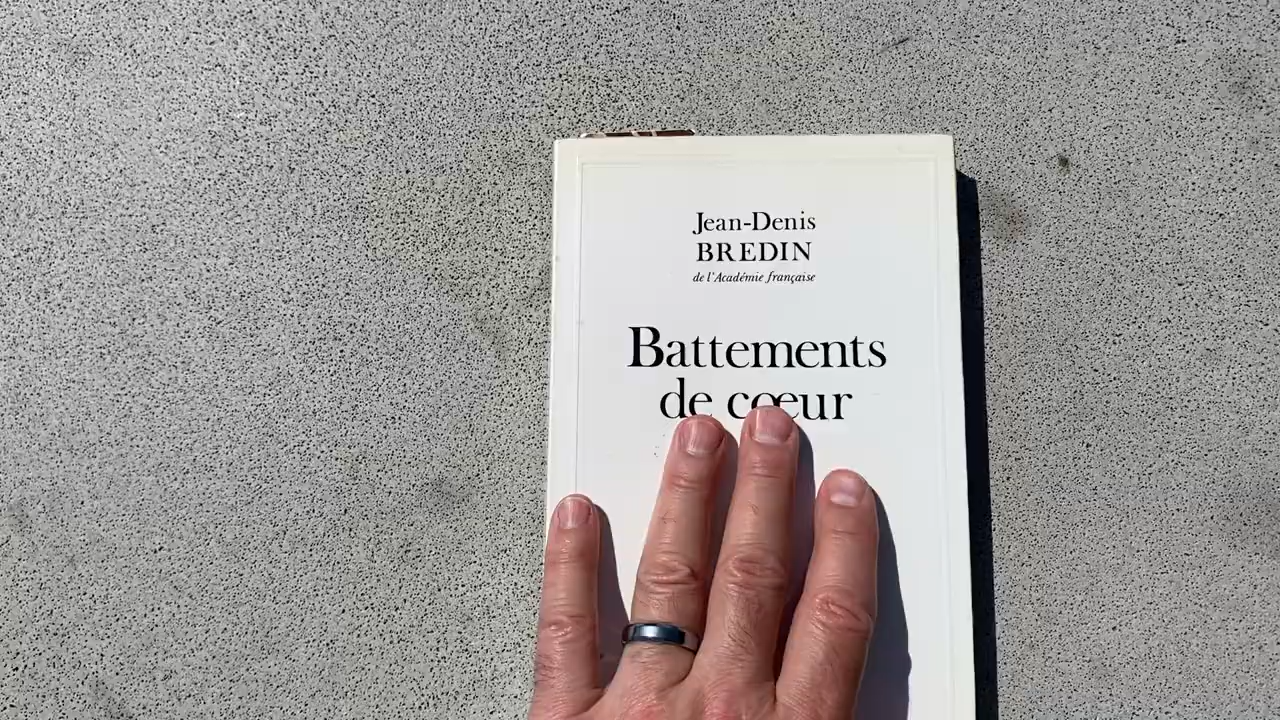 Jean-Denis
BREDIN
de l'Académie française
Battements
de cœur